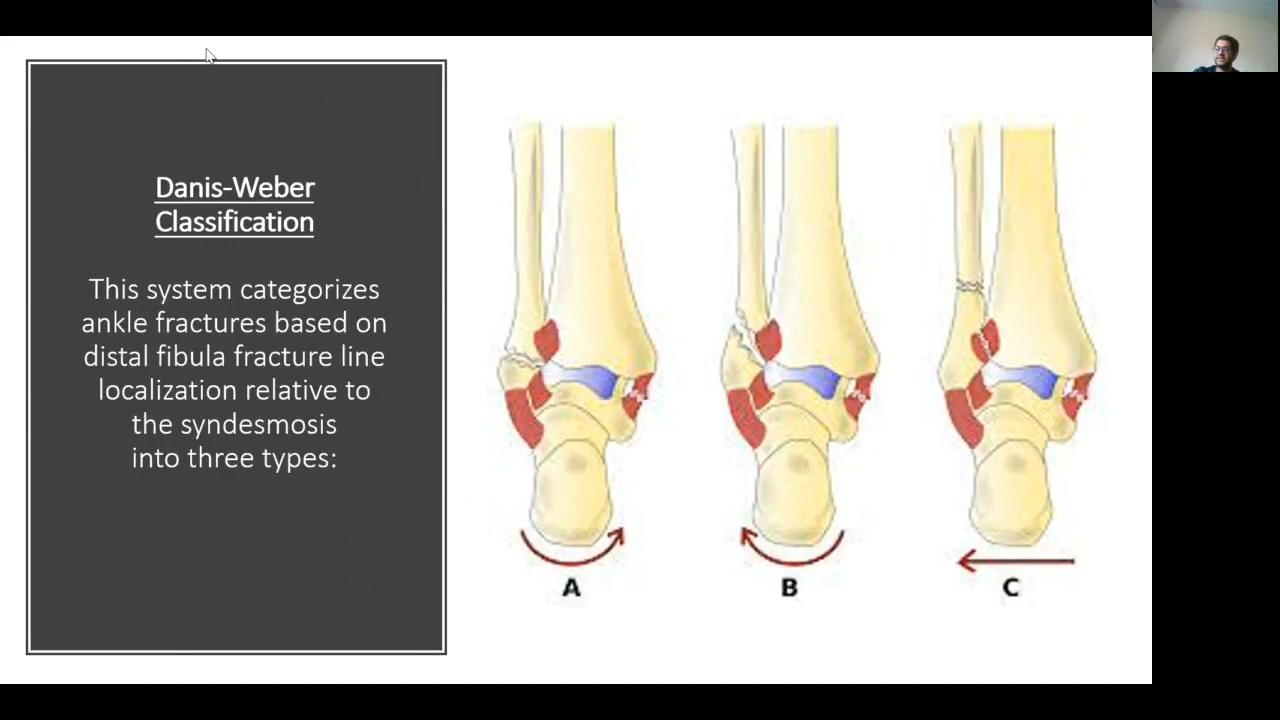 Danis-Weber
Classification
This system categorizes
ankle fractures based on
distal fibula fracture line
localization relative to
the syndesmosis
into three types:
A
B
C